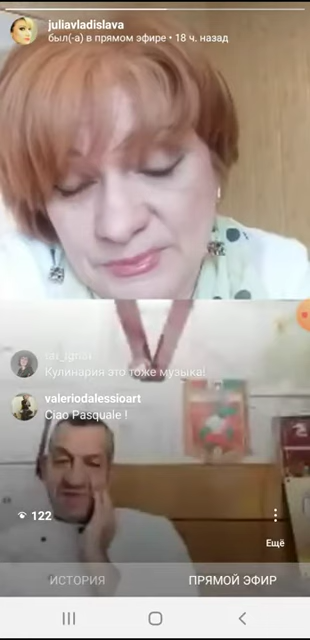 juliavladislava
был(-а) в прямом эфире • 18 ч. назад
Кулинария это тоже музыка!
valeriodalessioart
Ciao Pasquale !
122
Ещё
ИСТОРИЯ
ПРЯМОЙ ЭФИР